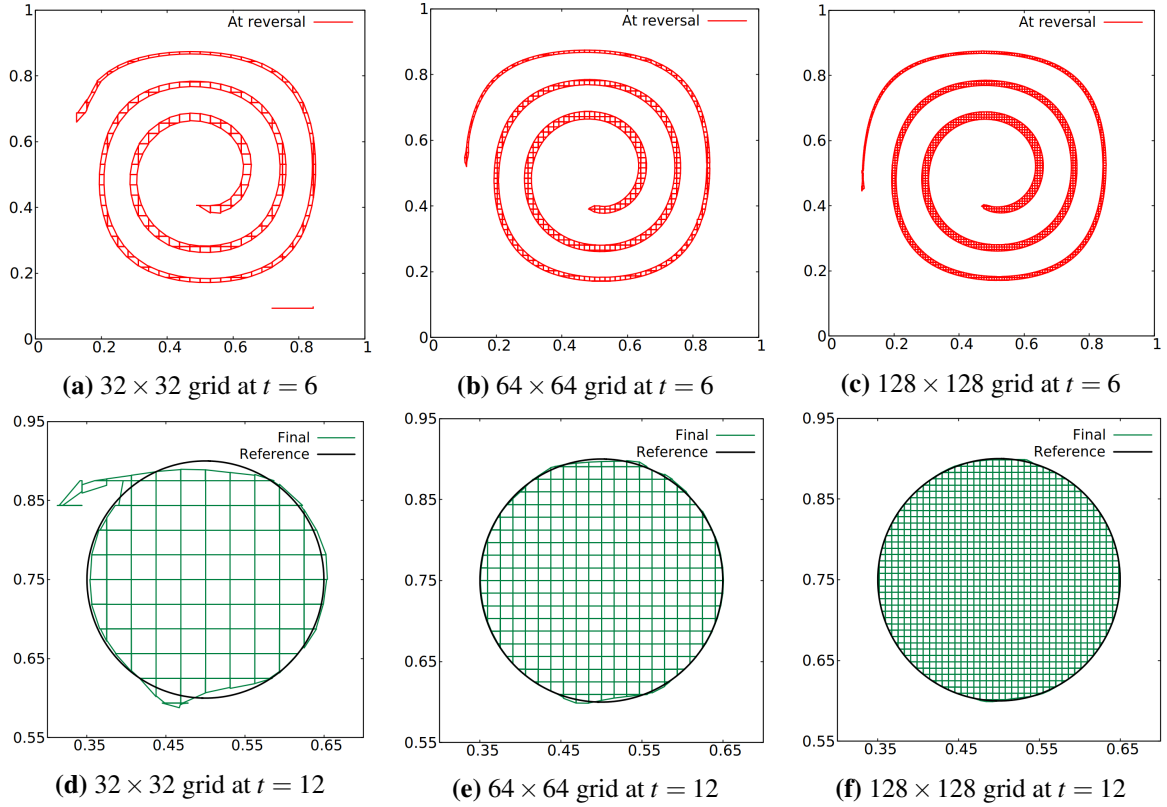 At reversal
1
0.8
0.6
0.4
0.2
0
0 0.2 0.4 0.6 0.8 1
(a) 32 × 32 grid at t = 6
At reversal
1
0.8
0.6
0.4
0.2
0
0 0.2 0.4 0.6 0.8 1
(b) 64 × 64 grid at t = 6
At reversal
1
0.8
0.6
0.4
0.2
0
0 0.2 0.4 0.6 0.8 1
(c) 128 × 128 grid at t = 6
Final
Reference
0.95
0.85
0.75
0.65
0.55
0.35 0.45 0.55 0.65
(d) 32 × 32 grid at t = 12
Final
Reference
0.95
0.85
0.75
0.65
0.55
0.35 0.45 0.55 0.65
(e) 64 × 64 grid at t = 12
Final
Reference
0.95
0.85
0.75
0.65
0.55
0.35 0.45 0.55 0.65
(f) 128 × 128 grid at t = 12